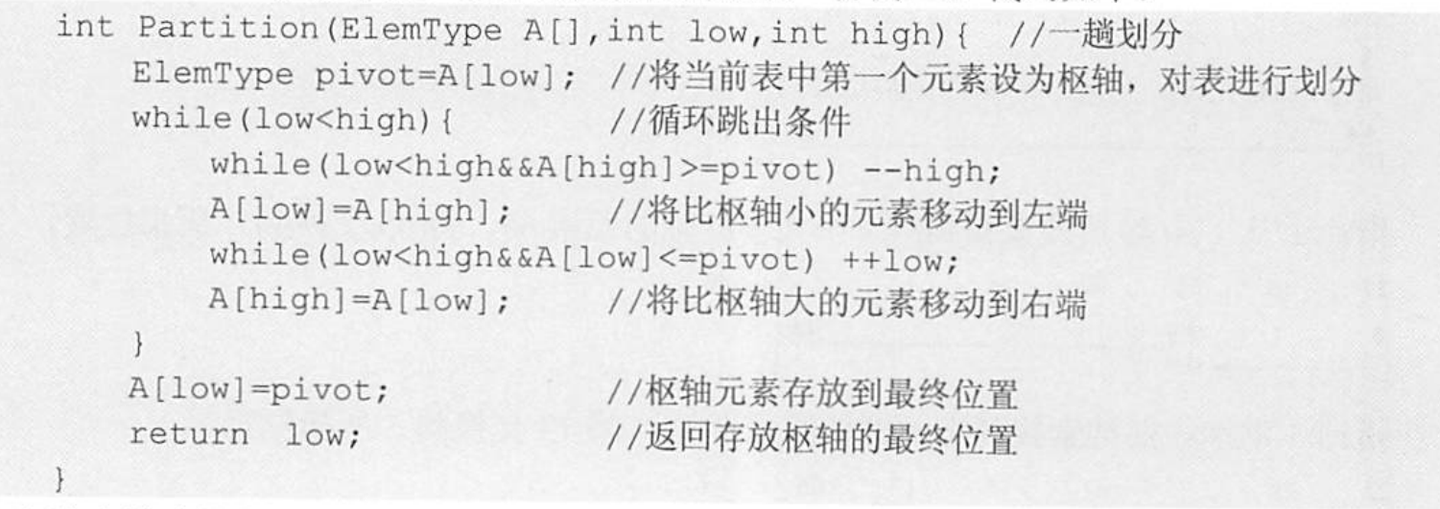 int Partition(ElemType A[],int low,int high){ //一趟划分
ElemType pivot=A[low]; //将当前表中第一个元素设为枢轴，对表进行划分
while(low<high){ //循环跳出条件
while(low<high&&A[high]>=pivot) --high;
A[low]=A[high]; //将比枢轴小的元素移动到左端
while(low<high&&A[low]<=pivot) ++low;
A[high]=A[low]; //将比枢轴大的元素移动到右端
}
A[low]=pivot; //枢轴元素存放到最终位置
return low; //返回存放枢轴的最终位置
}